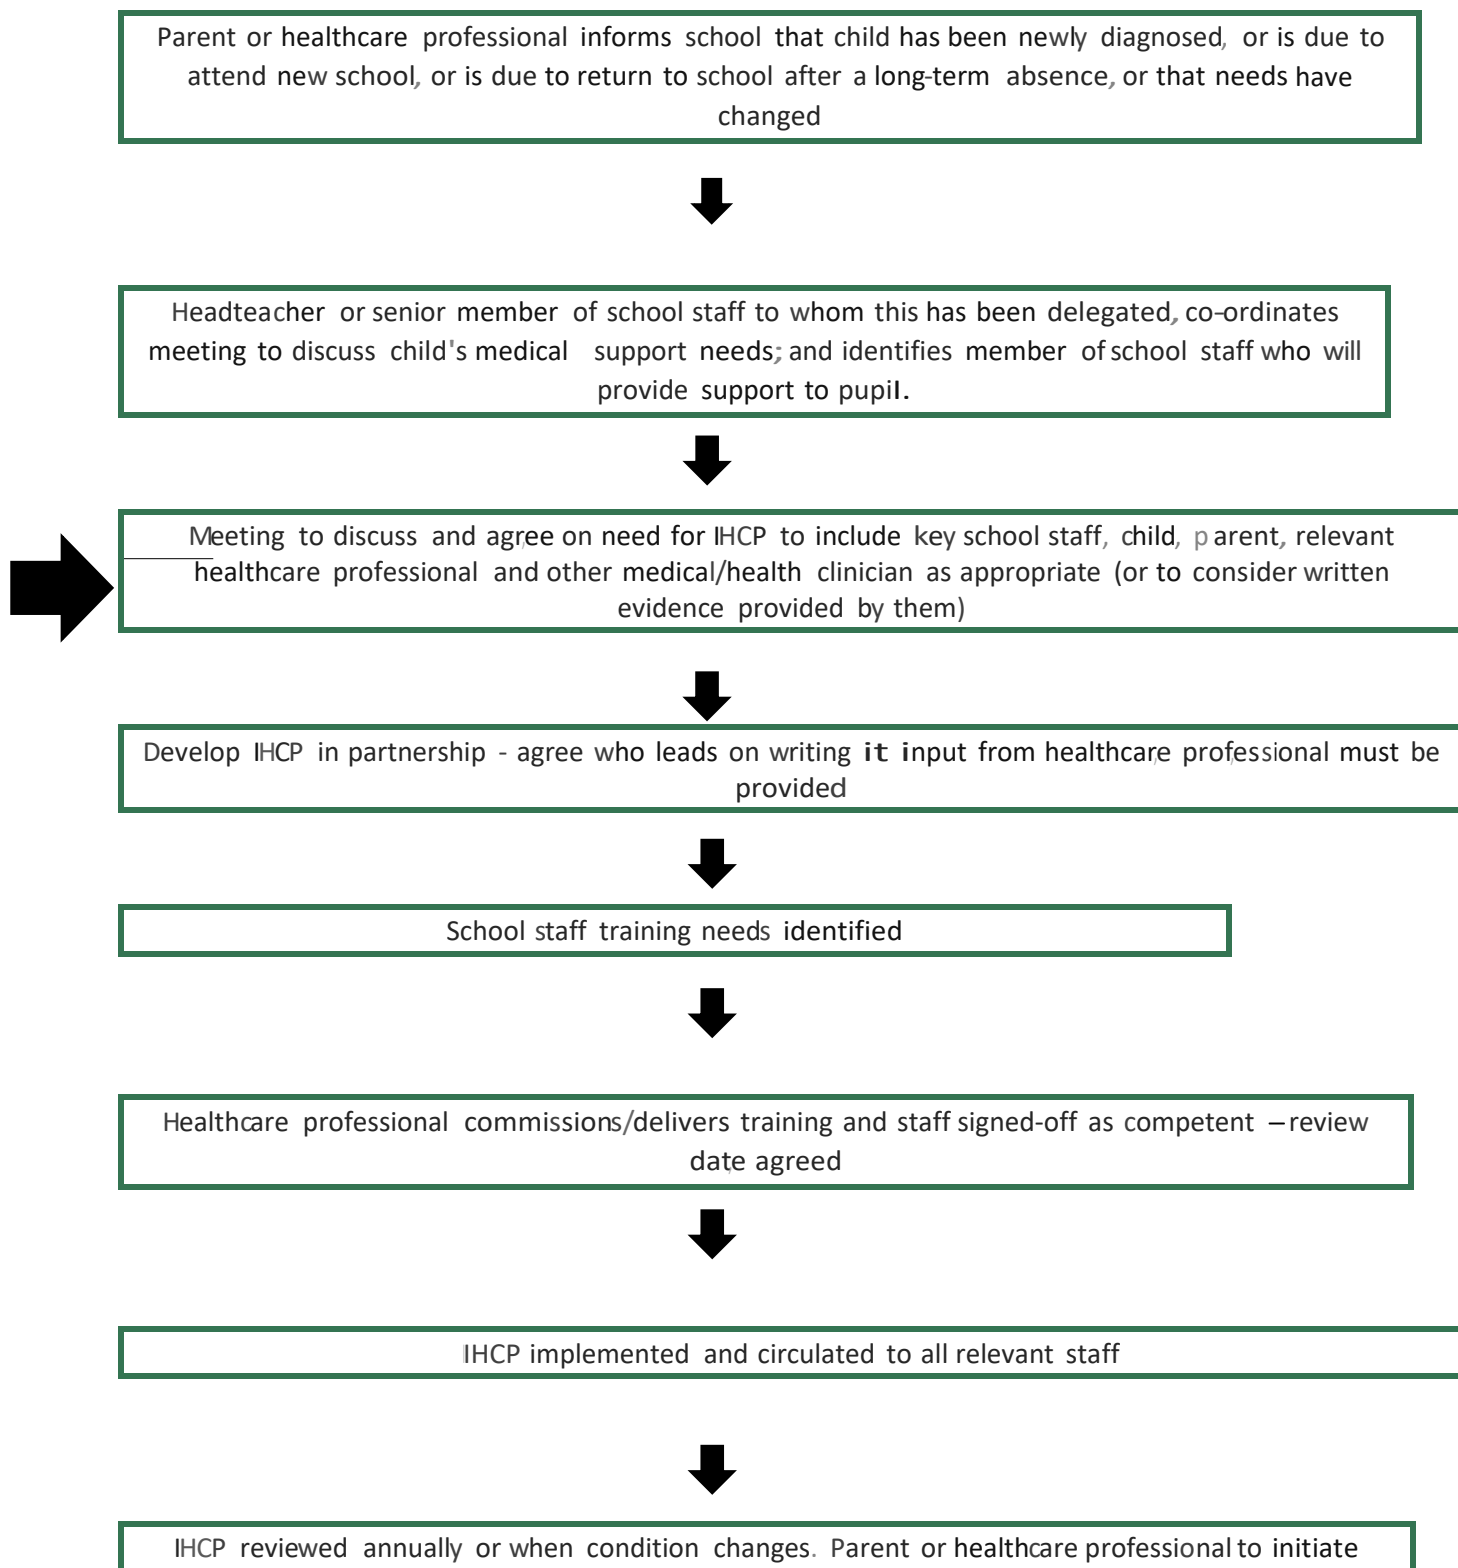 Parent or healthcare professional informs school that child has been newly diagnosed, or is due to
attend new school, or is due to return to school after a long-term absence, or that needs have
changed
Headteacher or senior member of school staff to whom this has been delegated, co-ordinates
meeting to discuss child's medical support needs; and identifies member of school staff who will
provide support to pupil.
Meeting to discuss and agree on need for IHCP to include key school staff, child, parent, relevant
healthcare professional and other medical/health clinician as appropriate (or to consider written
evidence provided by them)
Develop IHCP in partnership - agree who leads on writing it input from healthcare professional must be
provided
School staff training needs identified
Healthcare professional commissions/delivers training and staff signed-off as competent – review
date agreed
IHCP implemented and circulated to all relevant staff
IHCP reviewed annually or when condition changes. Parent or healthcare professional to initiate